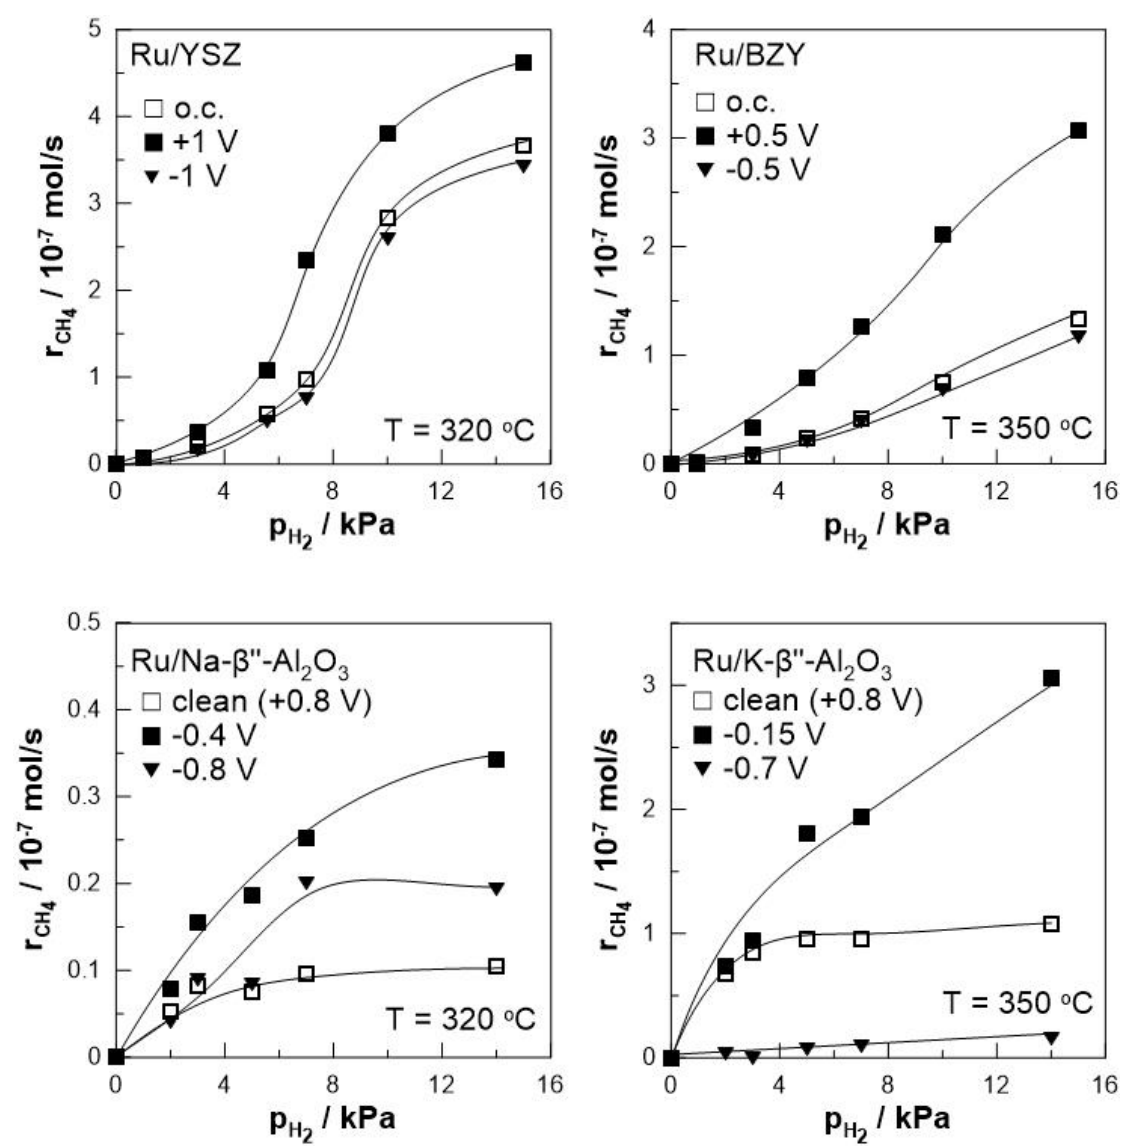 Ru/YSZ
□ o.c.
■ +1 V
▼ -1 V
T = 320 °C
r_CH4 / 10^-7 mol/s
5
4
3
2
1
0
0 4 8 12 16
p_H2 / kPa
Ru/BZY
□ o.c.
■ +0.5 V
▼ -0.5 V
T = 350 °C
r_CH4 / 10^-7 mol/s
4
3
2
1
0
0 4 8 12 16
p_H2 / kPa
Ru/Na-β"-Al2O3
□ clean (+0.8 V)
■ -0.4 V
▼ -0.8 V
T = 320 °C
r_CH4 / 10^-7 mol/s
0.5
0.4
0.3
0.2
0.1
0
0 4 8 12 16
p_H2 / kPa
Ru/K-β"-Al2O3
□ clean (+0.8 V)
■ -0.15 V
▼ -0.7 V
T = 350 °C
r_CH4 / 10^-7 mol/s
3
2
1
0
0 4 8 12 16
p_H2 / kPa